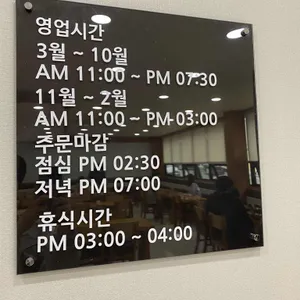 영업시간
3월 ~ 10월
AM 11:00 ~ PM 07:30
11월 ~ 2월
AM 11:00 ~ PM 03:00
주문마감
점심 PM 02:30
저녁 PM 07:00
휴식시간
PM 03:00 ~ 04:00